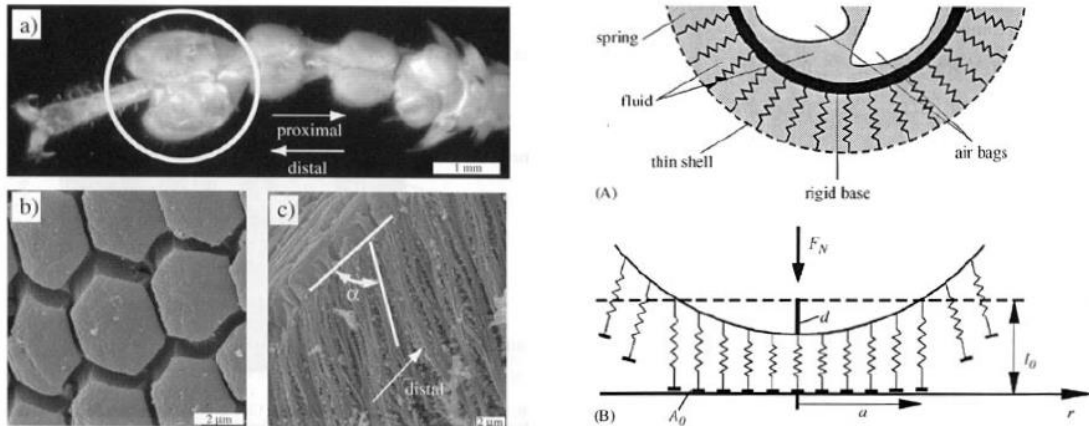 a)
proximal
distal
1 mm
b)
2 µm
c)
α
distal
2 µm
spring
fluid
thin shell
rigid base
air bags
(A)
F_N
d
l_0
A_0
a
r
(B)